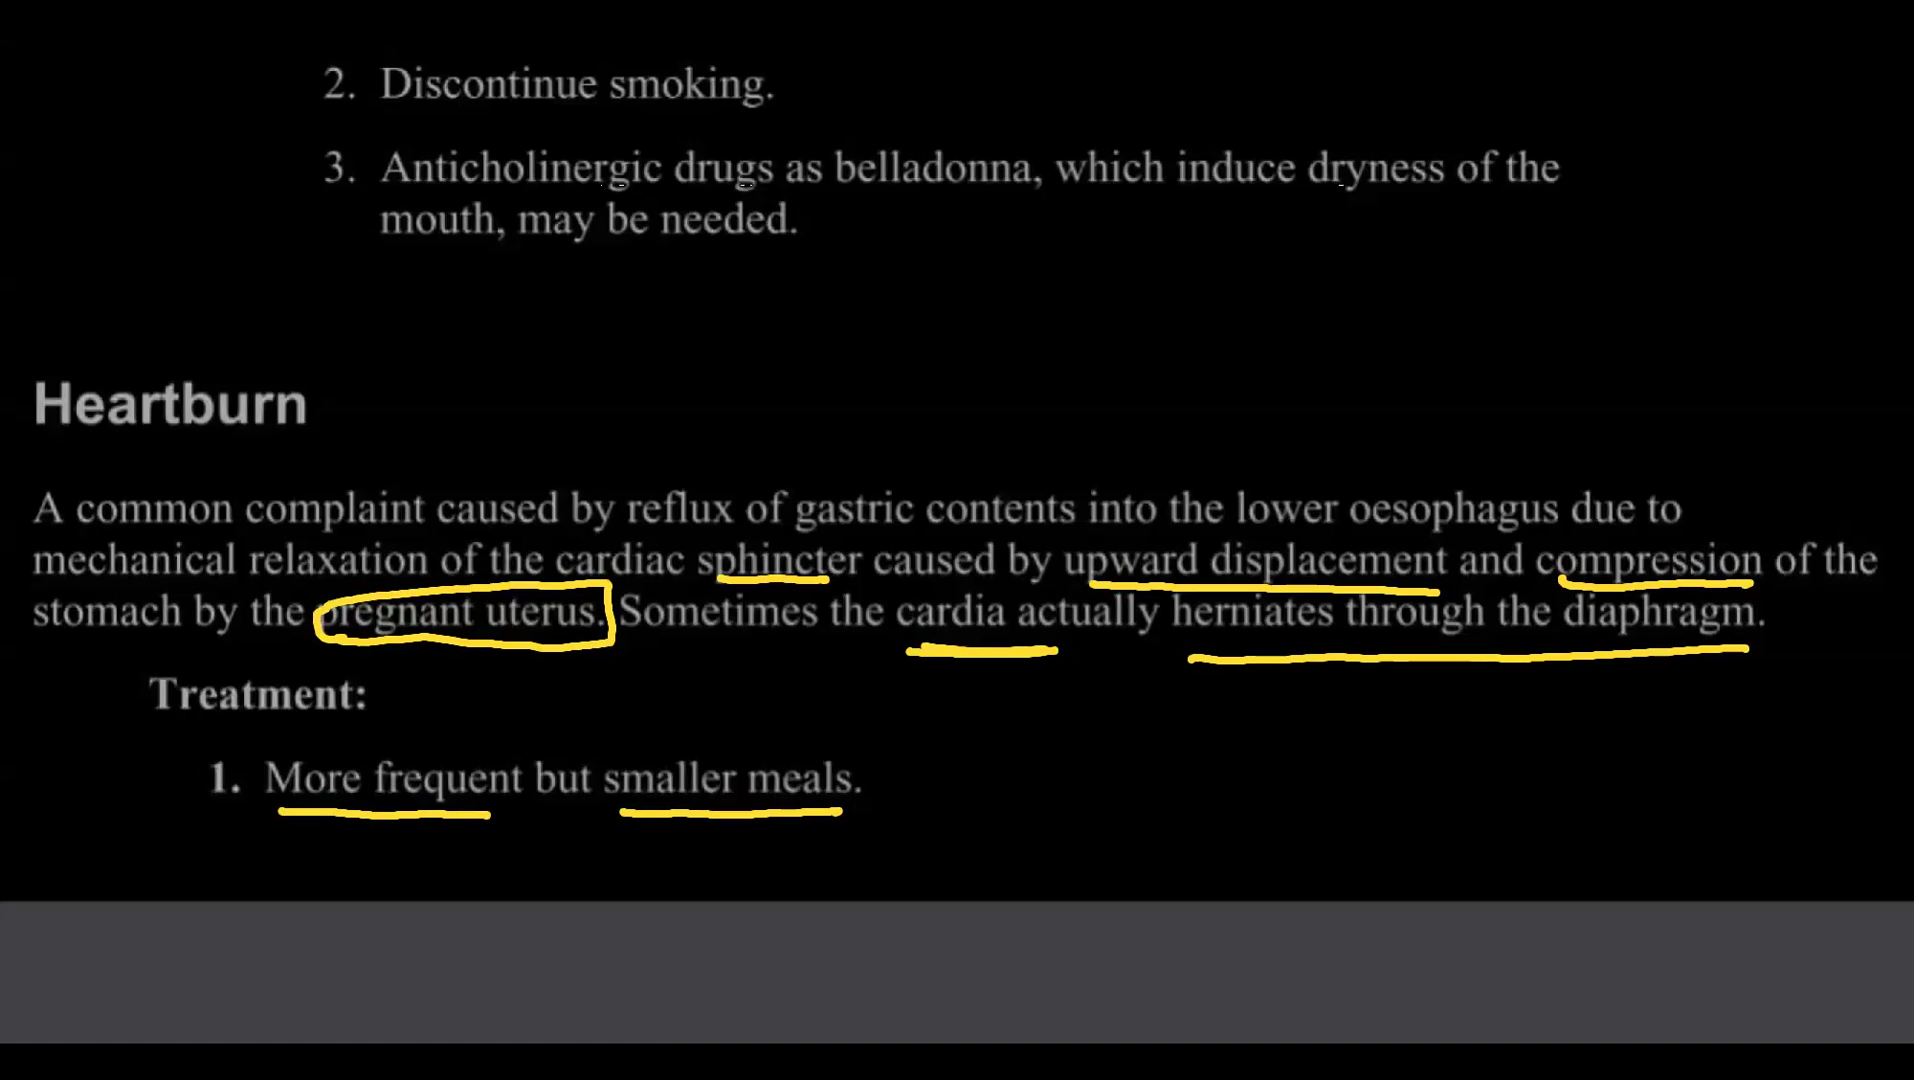 2. Discontinue smoking.
3. Anticholinergic drugs as belladonna, which induce dryness of the
mouth, may be needed.
Heartburn
A common complaint caused by reflux of gastric contents into the lower oesophagus due to
mechanical relaxation of the cardiac sphincter caused by upward displacement and compression of the
stomach by the pregnant uterus. Sometimes the cardia actually herniates through the diaphragm.
Treatment:
1. More frequent but smaller meals.